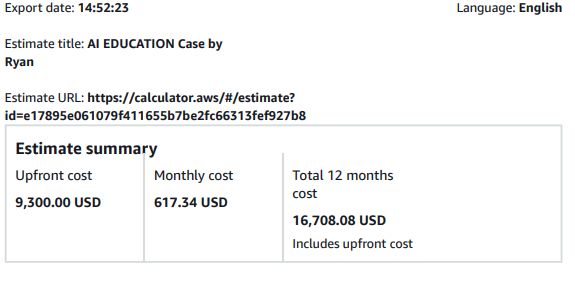 Export date: 14:52:23
Language: English
Estimate title: AI EDUCATION Case by
Ryan
Estimate URL: https://calculator.aws/#/estimate?
id=e17895e061079f411655b7be2fc66313fef927b8
Estimate summary
Upfront cost
9,300.00 USD
Monthly cost
617.34 USD
Total 12 months
cost
16,708.08 USD
Includes upfront cost